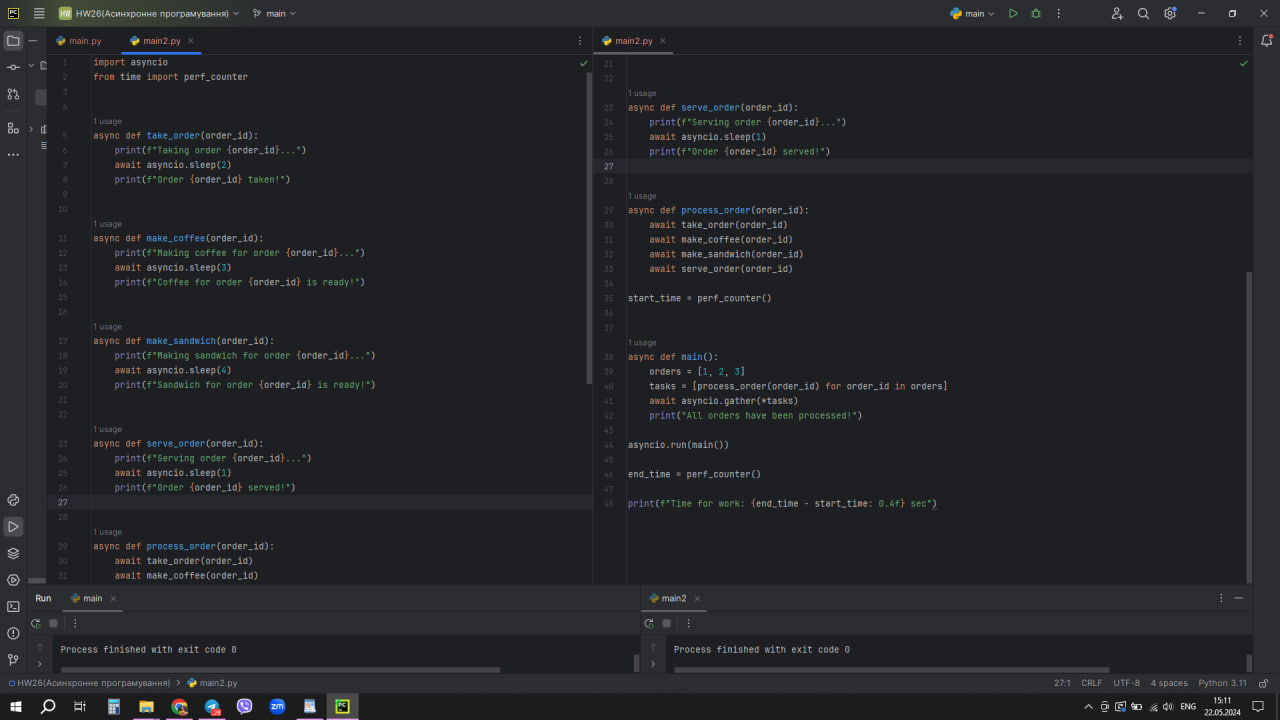 HW HW26(Асинхронне програмування) main
main
main.py main2.py
main2.py
1 import asyncio
2 from time import perf_counter
3
4
1 usage
5 async def take_order(order_id):
6 print(f"Taking order {order_id}...")
7 await asyncio.sleep(2)
8 print(f"Order {order_id} taken!")
9
10
1 usage
11 async def make_coffee(order_id):
12 print(f"Making coffee for order {order_id}...")
13 await asyncio.sleep(3)
14 print(f"Coffee for order {order_id} is ready!")
15
16
1 usage
17 async def make_sandwich(order_id):
18 print(f"Making sandwich for order {order_id}...")
19 await asyncio.sleep(4)
20 print(f"Sandwich for order {order_id} is ready!")
21
22
1 usage
23 async def serve_order(order_id):
24 print(f"Serving order {order_id}...")
25 await asyncio.sleep(1)
26 print(f"Order {order_id} served!")
27
28
1 usage
29 async def process_order(order_id):
30 await take_order(order_id)
31 await make_coffee(order_id)
21
22
1 usage
23 async def serve_order(order_id):
24 print(f"Serving order {order_id}...")
25 await asyncio.sleep(1)
26 print(f"Order {order_id} served!")
27
28
1 usage
29 async def process_order(order_id):
30 await take_order(order_id)
31 await make_coffee(order_id)
32 await make_sandwich(order_id)
33 await serve_order(order_id)
34
35 start_time = perf_counter()
36
37
1 usage
38 async def main():
39 orders = [1, 2, 3]
40 tasks = [process_order(order_id) for order_id in orders]
41 await asyncio.gather(*tasks)
42 print("All orders have been processed!")
43
44 asyncio.run(main())
45
46 end_time = perf_counter()
47
48 print(f"Time for work: {end_time - start_time: 0.4f} sec")
Run main
main2
Process finished with exit code 0
Process finished with exit code 0
HW26(Асинхронне програмування) main2.py
27:1 CRLF UTF-8 4 spaces Python 3.11
ENG
15:11
22.05.2024